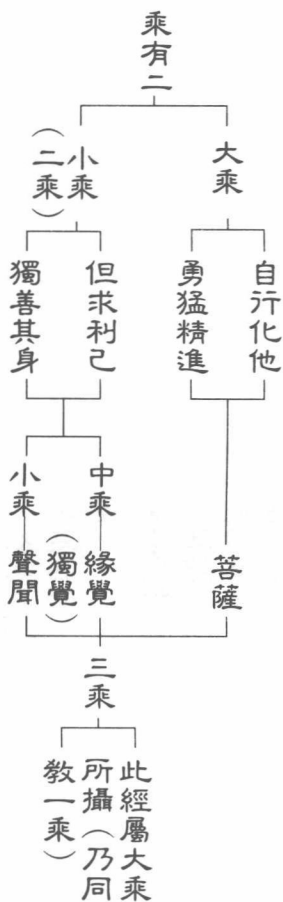 乘有二
大乘
小乘
（二乘）
自行化他
勇猛精進
但求利己
獨善其身
菩薩
中乘
緣覺
（獨覺）
小乘
聲聞
三乘
此經屬大乘
所攝（乃同
教一乘）